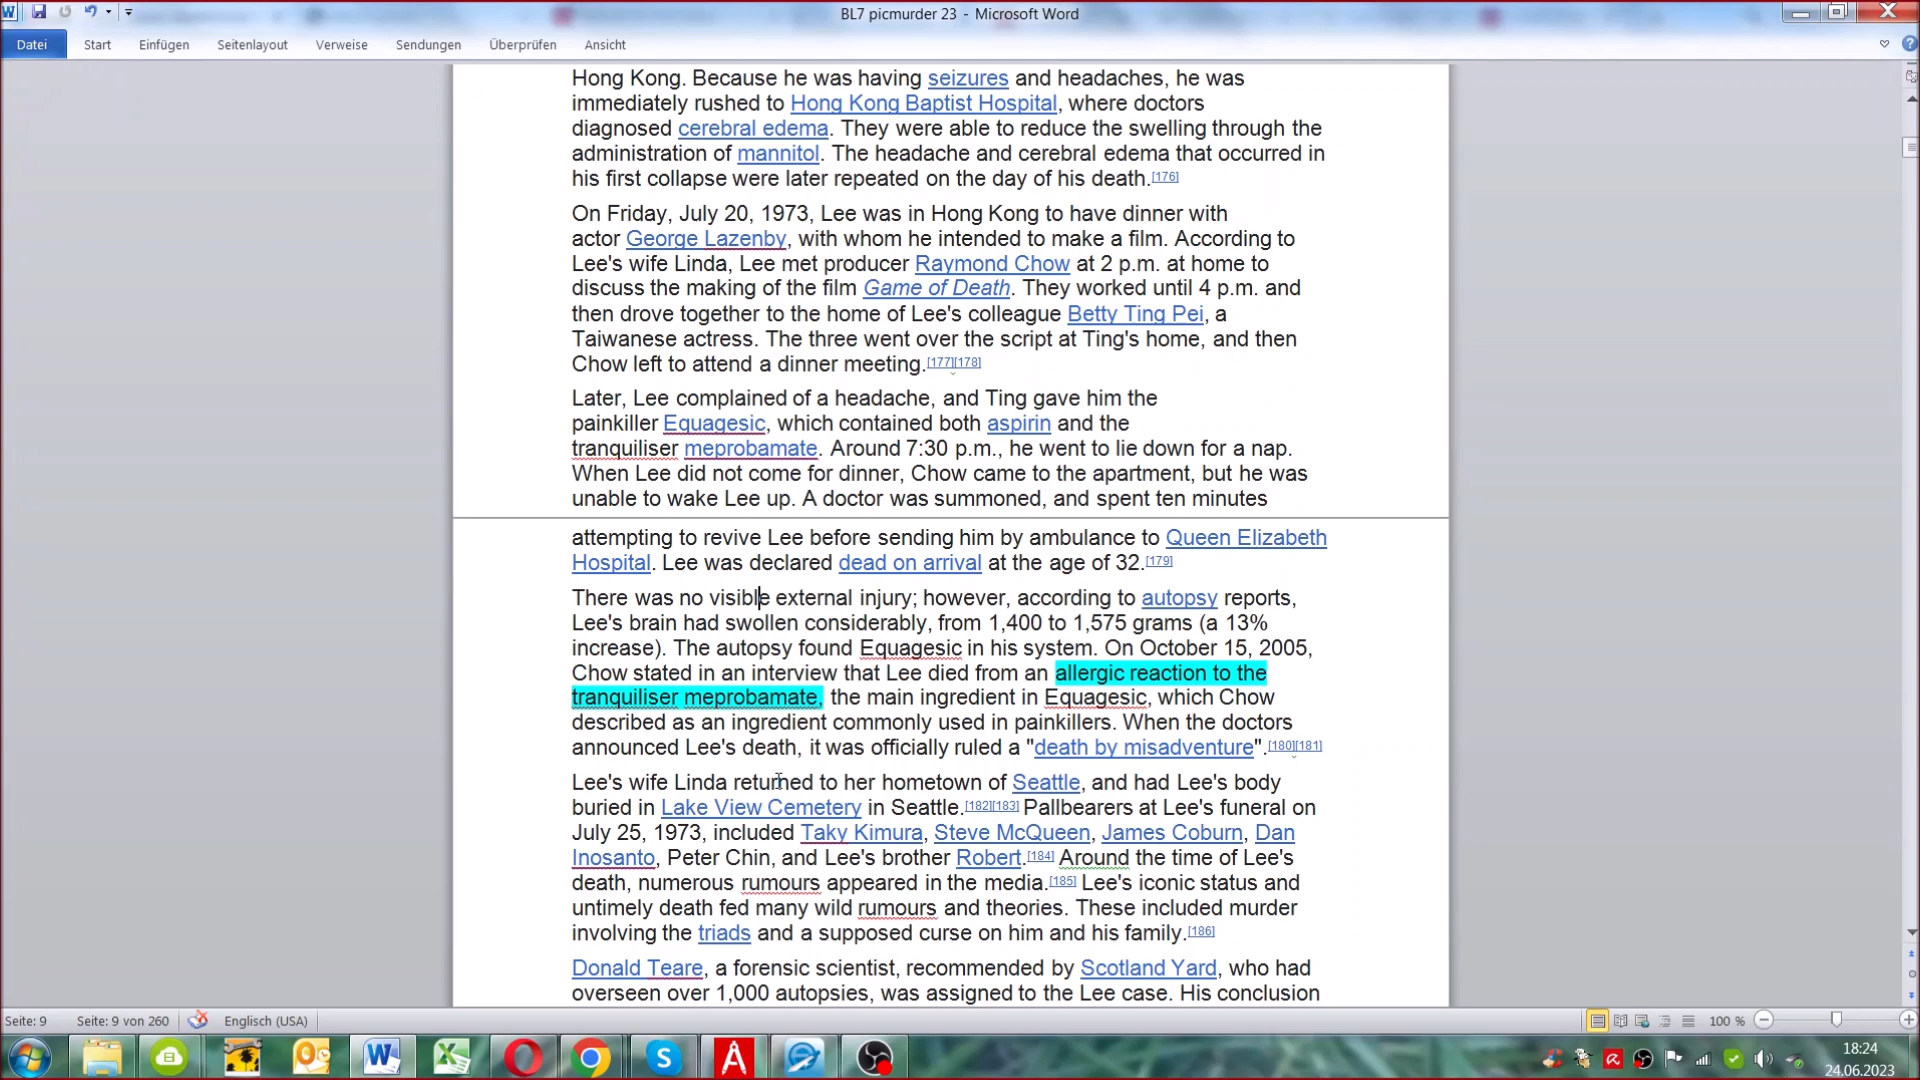 BL7 picmurder 23 - Microsoft Word
Datei Start Einfügen Seitenlayout Verweise Sendungen Überprüfen Ansicht
Hong Kong. Because he was having seizures and headaches, he was
immediately rushed to Hong Kong Baptist Hospital, where doctors
diagnosed cerebral edema. They were able to reduce the swelling through the
administration of mannitol. The headache and cerebral edema that occurred in
his first collapse were later repeated on the day of his death.[176]
On Friday, July 20, 1973, Lee was in Hong Kong to have dinner with
actor George Lazenby, with whom he intended to make a film. According to
Lee's wife Linda, Lee met producer Raymond Chow at 2 p.m. at home to
discuss the making of the film Game of Death. They worked until 4 p.m. and
then drove together to the home of Lee's colleague Betty Ting Pei, a
Taiwanese actress. The three went over the script at Ting's home, and then
Chow left to attend a dinner meeting.[177][178]
Later, Lee complained of a headache, and Ting gave him the
painkiller Equagesic, which contained both aspirin and the
tranquiliser meprobamate. Around 7:30 p.m., he went to lie down for a nap.
When Lee did not come for dinner, Chow came to the apartment, but he was
unable to wake Lee up. A doctor was summoned, and spent ten minutes
attempting to revive Lee before sending him by ambulance to Queen Elizabeth
Hospital. Lee was declared dead on arrival at the age of 32.[179]
There was no visible external injury; however, according to autopsy reports,
Lee's brain had swollen considerably, from 1,400 to 1,575 grams (a 13%
increase). The autopsy found Equagesic in his system. On October 15, 2005,
Chow stated in an interview that Lee died from an allergic reaction to the
tranquiliser meprobamate, the main ingredient in Equagesic, which Chow
described as an ingredient commonly used in painkillers. When the doctors
announced Lee's death, it was officially ruled a "death by misadventure".[180][181]
Lee's wife Linda returned to her hometown of Seattle, and had Lee's body
buried in Lake View Cemetery in Seattle.[182][183] Pallbearers at Lee's funeral on
July 25, 1973, included Taky Kimura, Steve McQueen, James Coburn, Dan
Inosanto, Peter Chin, and Lee's brother Robert.[184] Around the time of Lee's
death, numerous rumours appeared in the media.[185] Lee's iconic status and
untimely death fed many wild rumours and theories. These included murder
involving the triads and a supposed curse on him and his family.[186]
Donald Teare, a forensic scientist, recommended by Scotland Yard, who had
overseen over 1,000 autopsies, was assigned to the Lee case. His conclusion
Seite: 9 Seite: 9 von 260 Englisch (USA) 100 %
18:24
24.06.2023